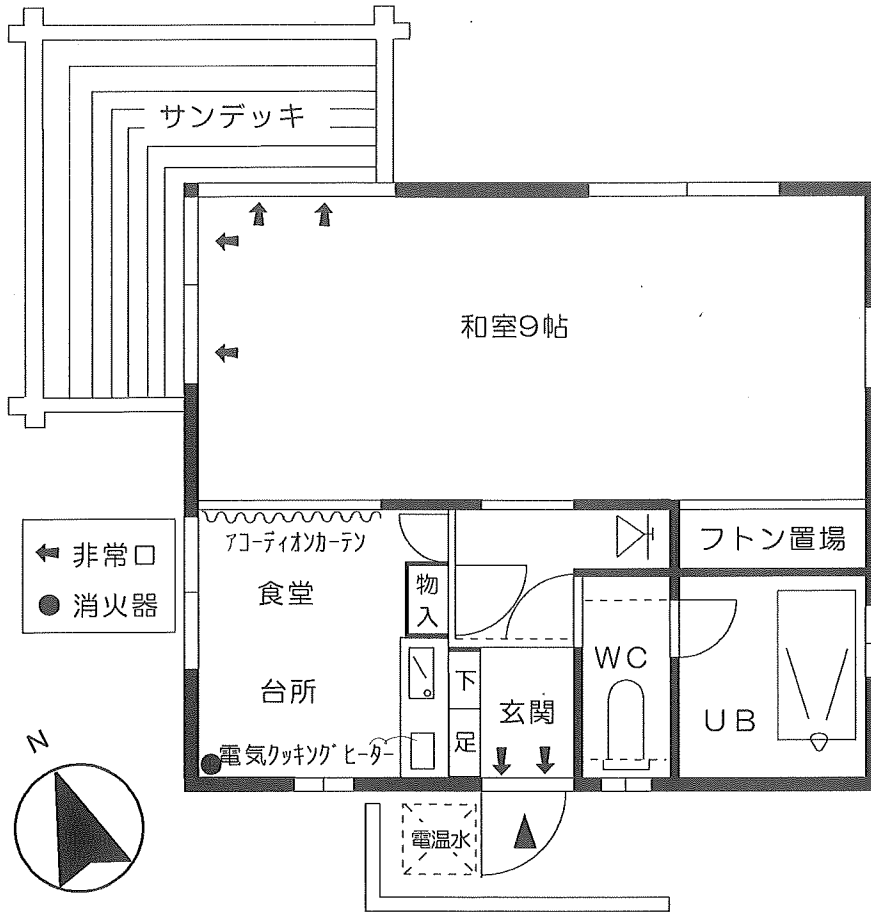 サンデッキ
和室9帖
非常口
消火器
アコーディオンカーテン
フトン置場
食堂
物入
台所
下足
玄関
WC
UB
電気クッキングヒーター
N
電温水